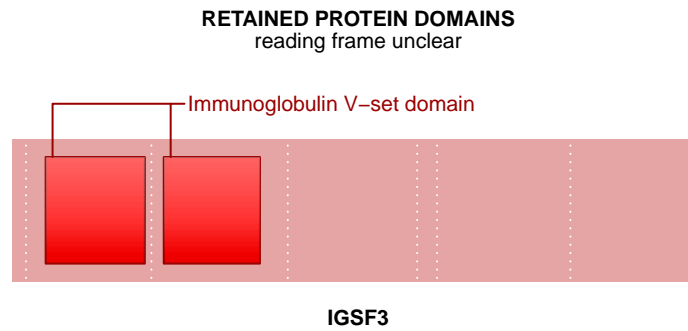 RETAINED PROTEIN DOMAINS
reading frame unclear
Immunoglobulin V−set domain
IGSF3